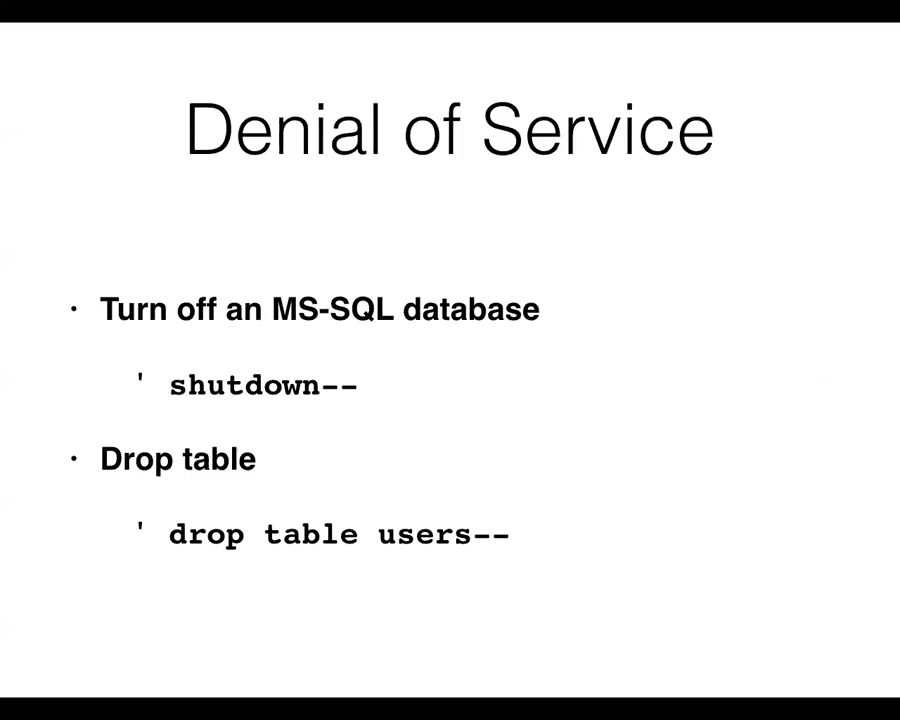 Denial of Service
• Turn off an MS-SQL database
' shutdown--
• Drop table
' drop table users--